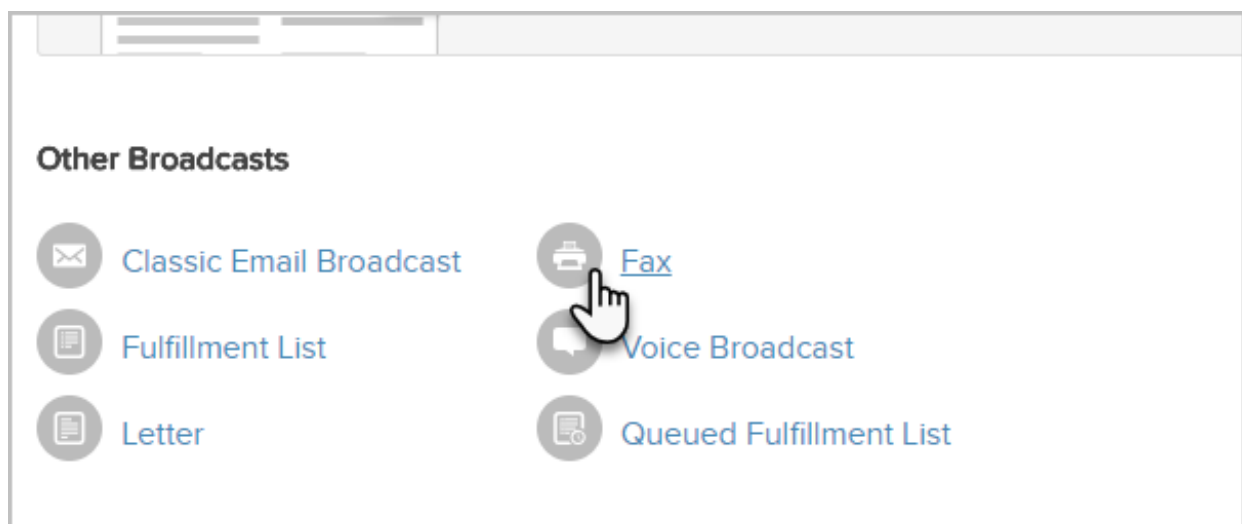 Other Broadcasts
Classic Email Broadcast
Fax
Fulfillment List
Voice Broadcast
Letter
Queued Fulfillment List